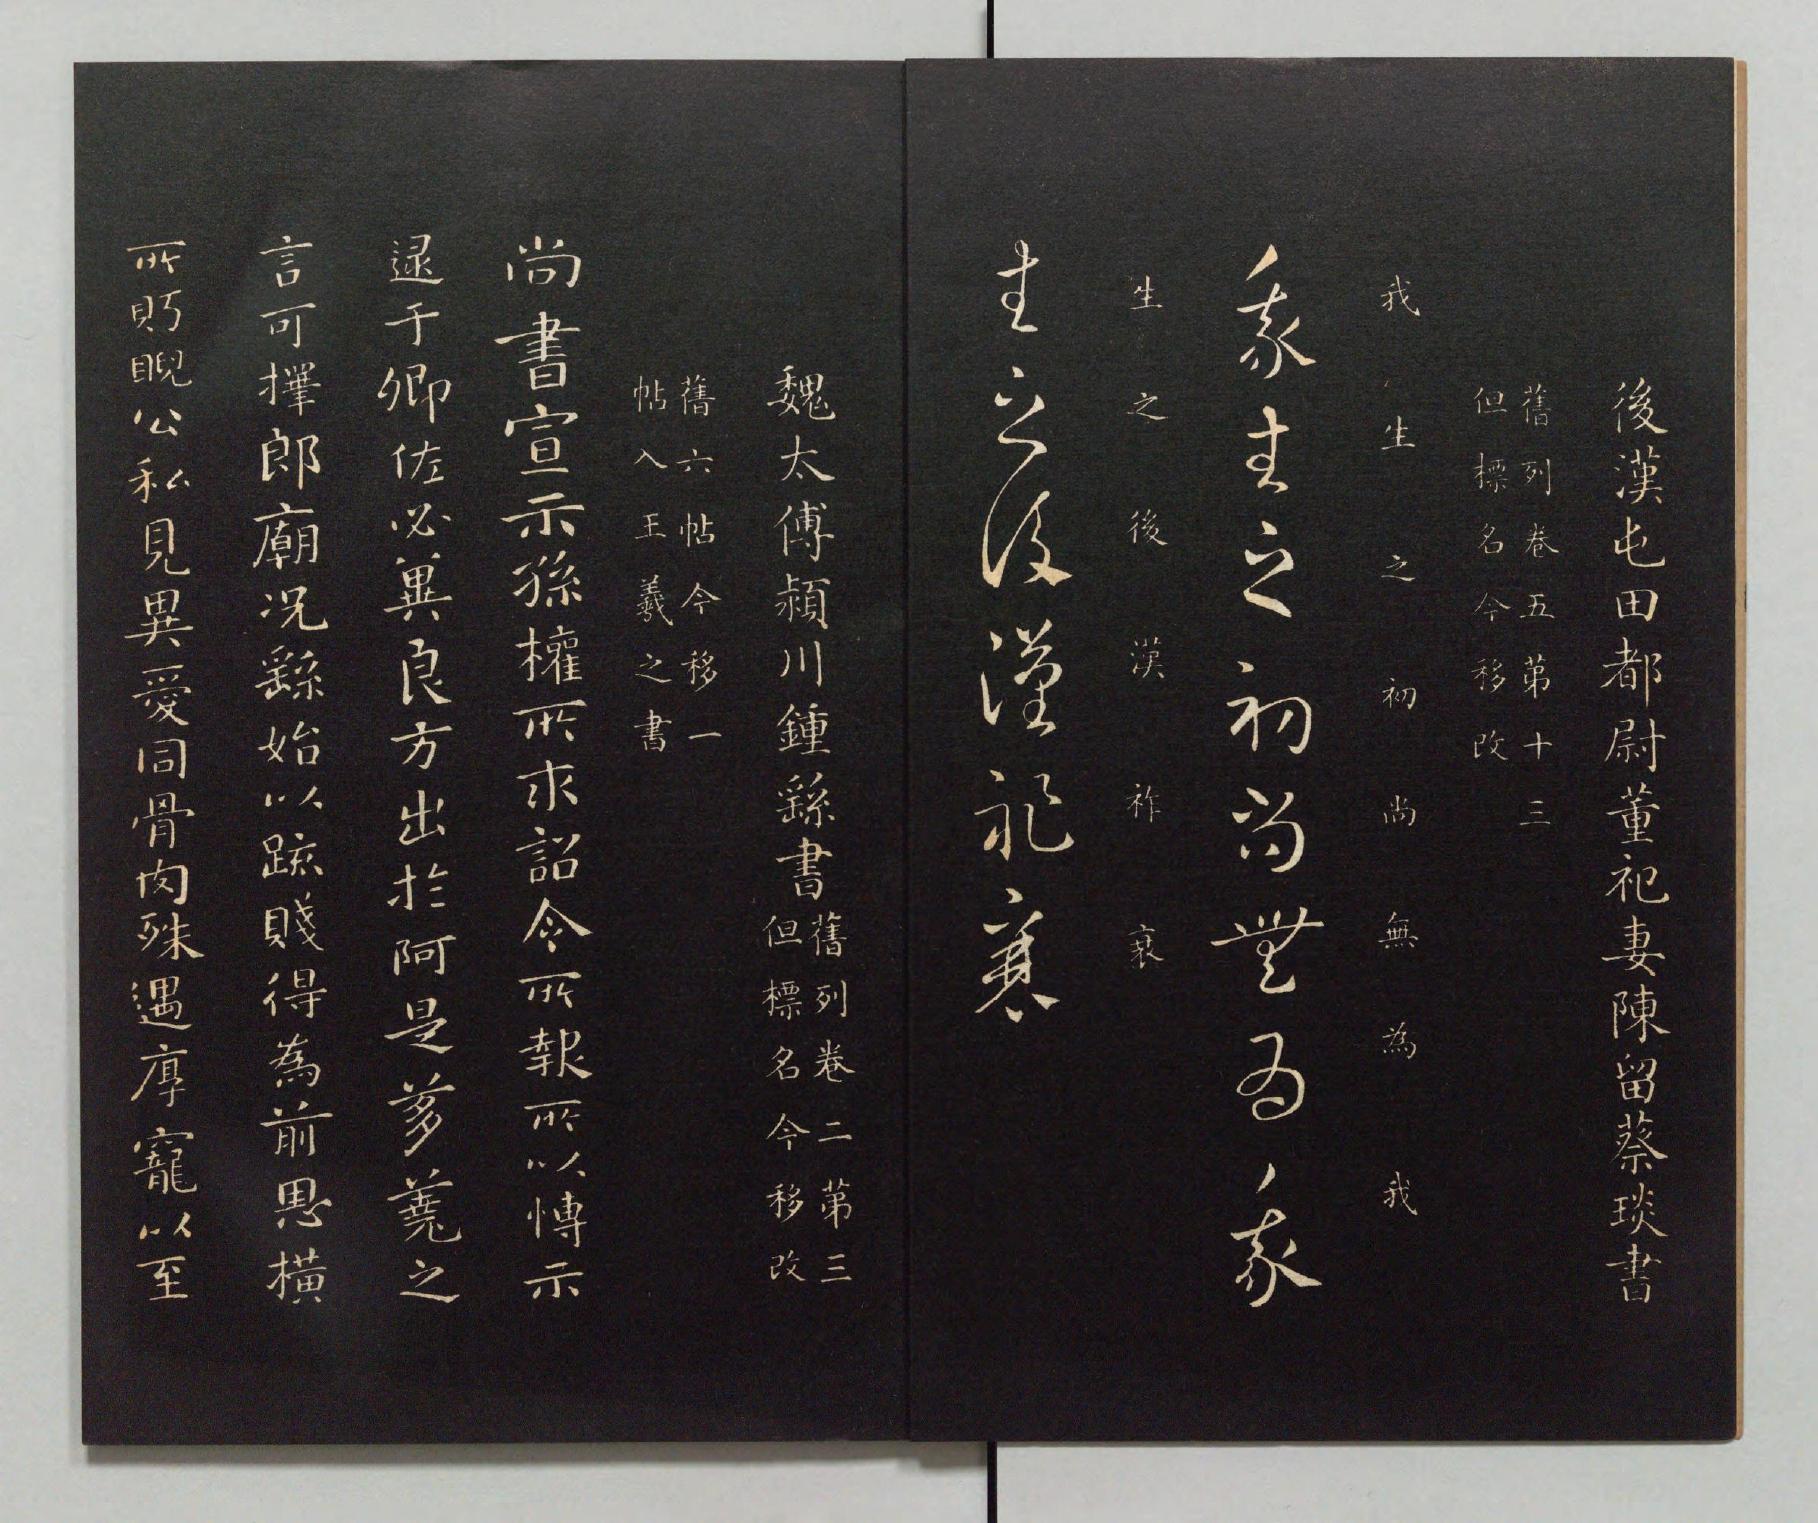 後漢屯田都尉董祀妻陳留蔡琰書
舊列卷五第十三
但標名今移改
我生之初尚無為我
我生之初尚無為我
生之後漢祚衰
生之後漢祚衰
魏太傅潁川鍾繇書
舊列卷二第三
但標名今移改
舊六帖今移一
帖入王羲之書
尚書宣示孫權所求詔令所報所以博示
逮于卿佐必冀良方出於阿是芻蕘之
言可擇郎廟況繇始以疏賤得為前恩橫
所眄睨公私見異愛同骨肉殊遇厚寵以至